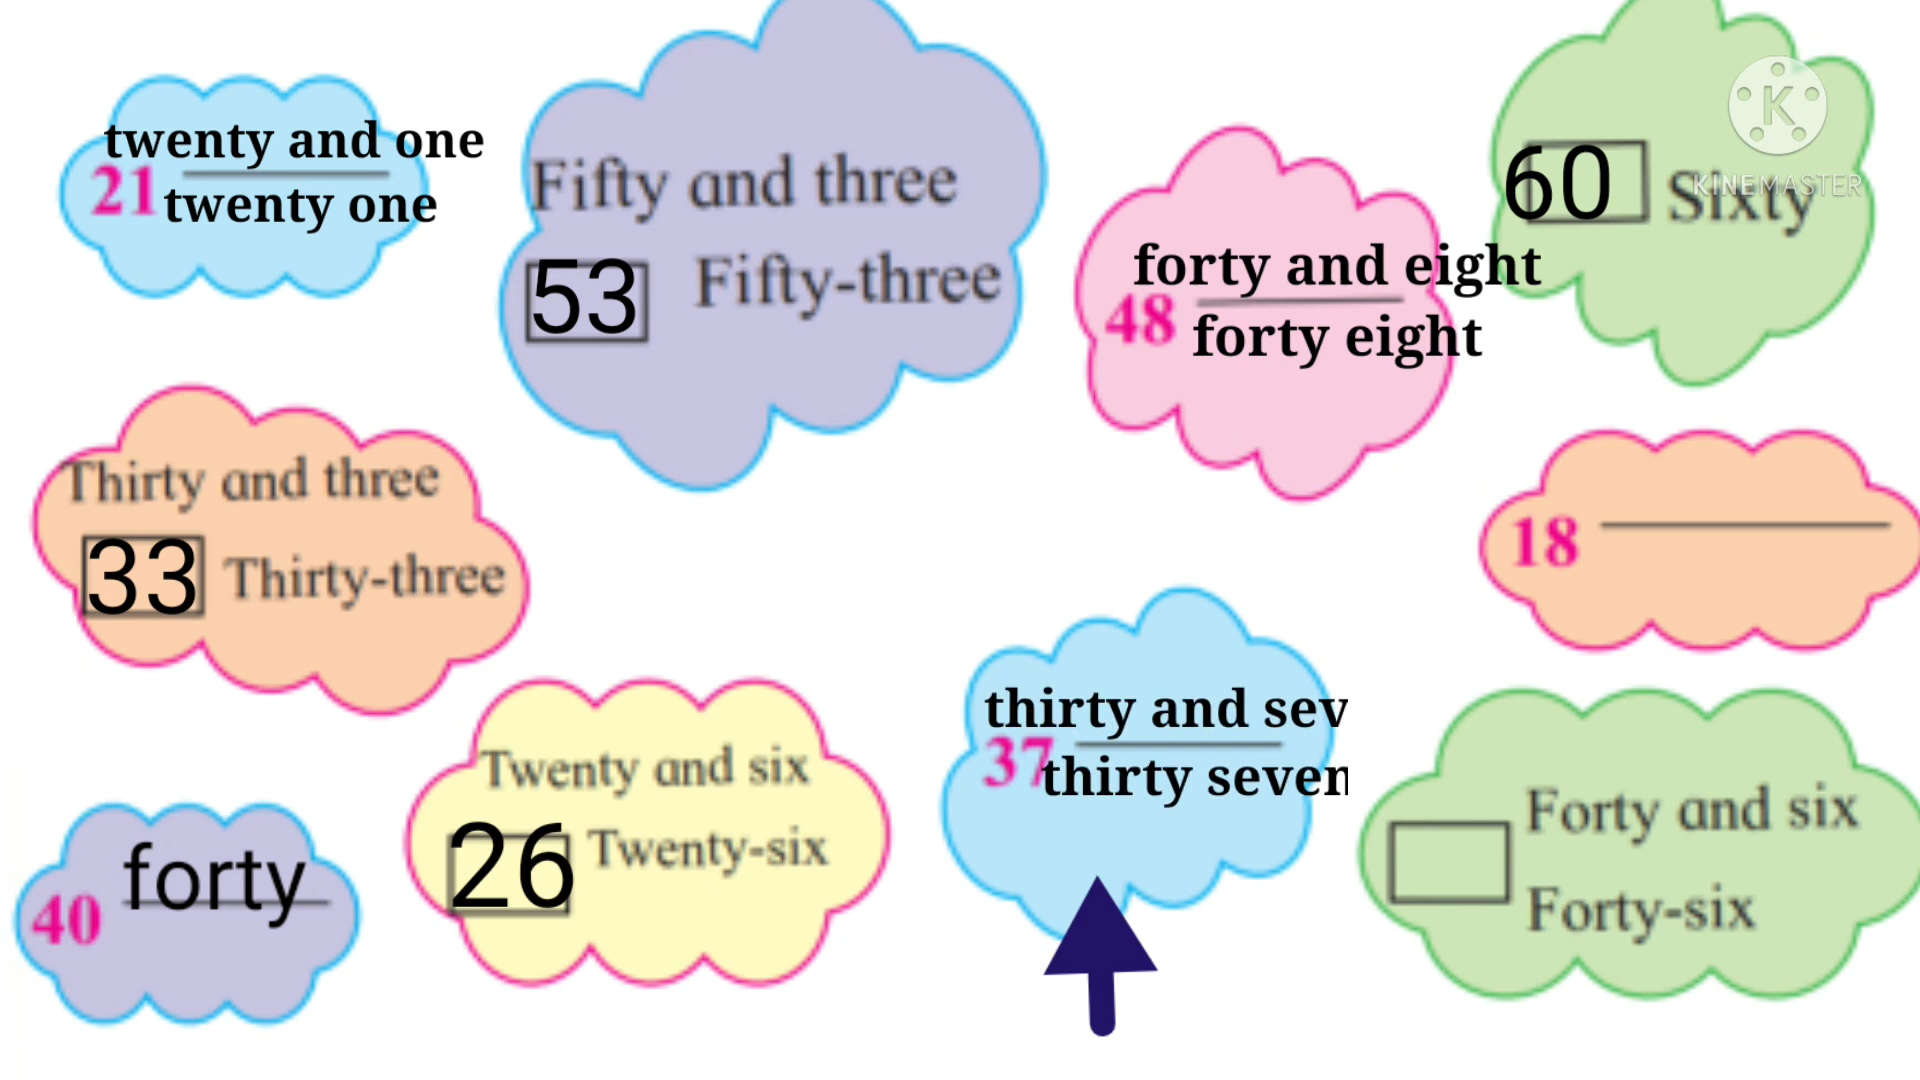 twenty and one
21
twenty one
Fifty and three
53 Fifty-three
forty and eight
48
forty eight
60 Sixty
KINEMASTER
Thirty and three
33 Thirty-three
18
Twenty and six
26 Twenty-six
thirty and sev
37
thirty seven
Forty and six
Forty-six
40 forty